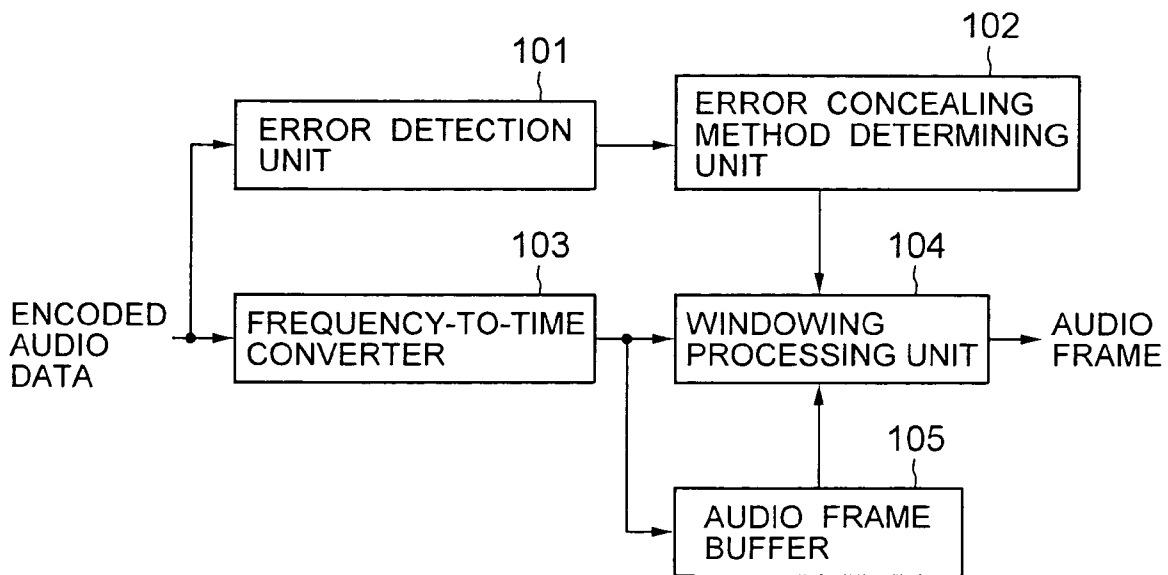 101
ERROR DETECTION
UNIT
102
ERROR CONCEALING
METHOD DETERMINING
UNIT
ENCODED
AUDIO
DATA
103
FREQUENCY-TO-TIME
CONVERTER
104
WINDOWING
PROCESSING UNIT
AUDIO
FRAME
105
AUDIO FRAME
BUFFER